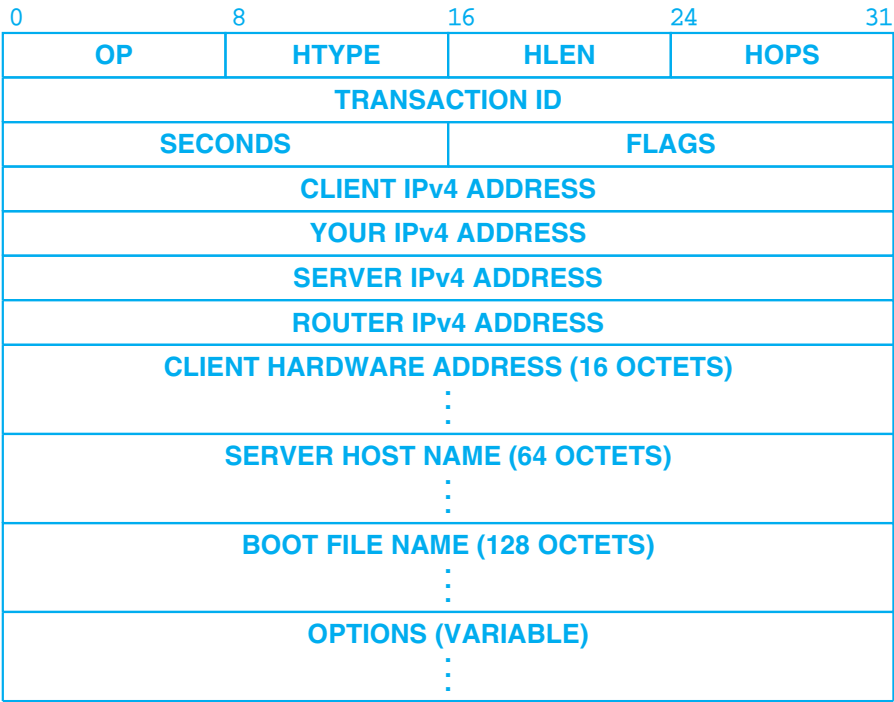 0 8 16 24 31
OP HTYPE HLEN HOPS
TRANSACTION ID
SECONDS FLAGS
CLIENT IPv4 ADDRESS
YOUR IPv4 ADDRESS
SERVER IPv4 ADDRESS
ROUTER IPv4 ADDRESS
CLIENT HARDWARE ADDRESS (16 OCTETS)
SERVER HOST NAME (64 OCTETS)
BOOT FILE NAME (128 OCTETS)
OPTIONS (VARIABLE)